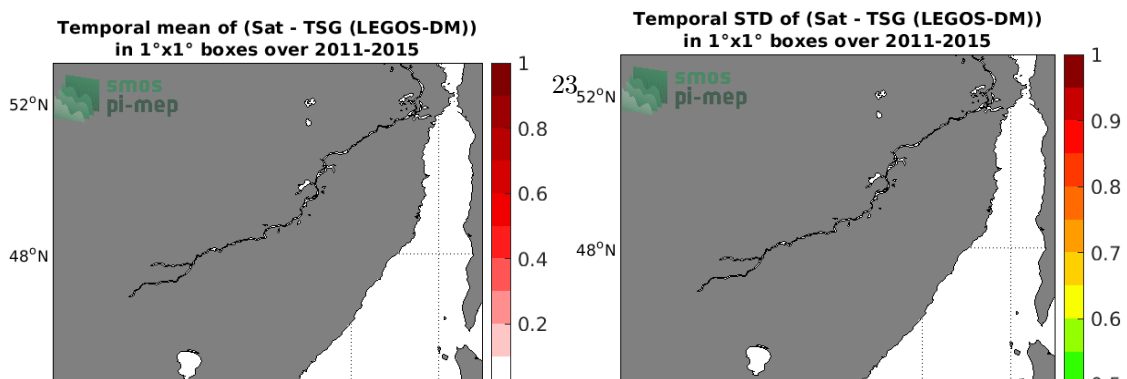 Temporal mean of (Sat - TSG (LEGOS-DM))
in 1°x1° boxes over 2011-2015
smos
pi-mep
52°N
48°N
1
0.8
0.6
0.4
0.2
23
Temporal STD of (Sat - TSG (LEGOS-DM))
in 1°x1° boxes over 2011-2015
smos
pi-mep
52°N
48°N
1
0.9
0.8
0.7
0.6